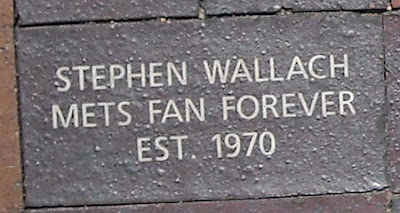 STEPHEN WALLACH
METS FAN FOREVER
EST. 1970